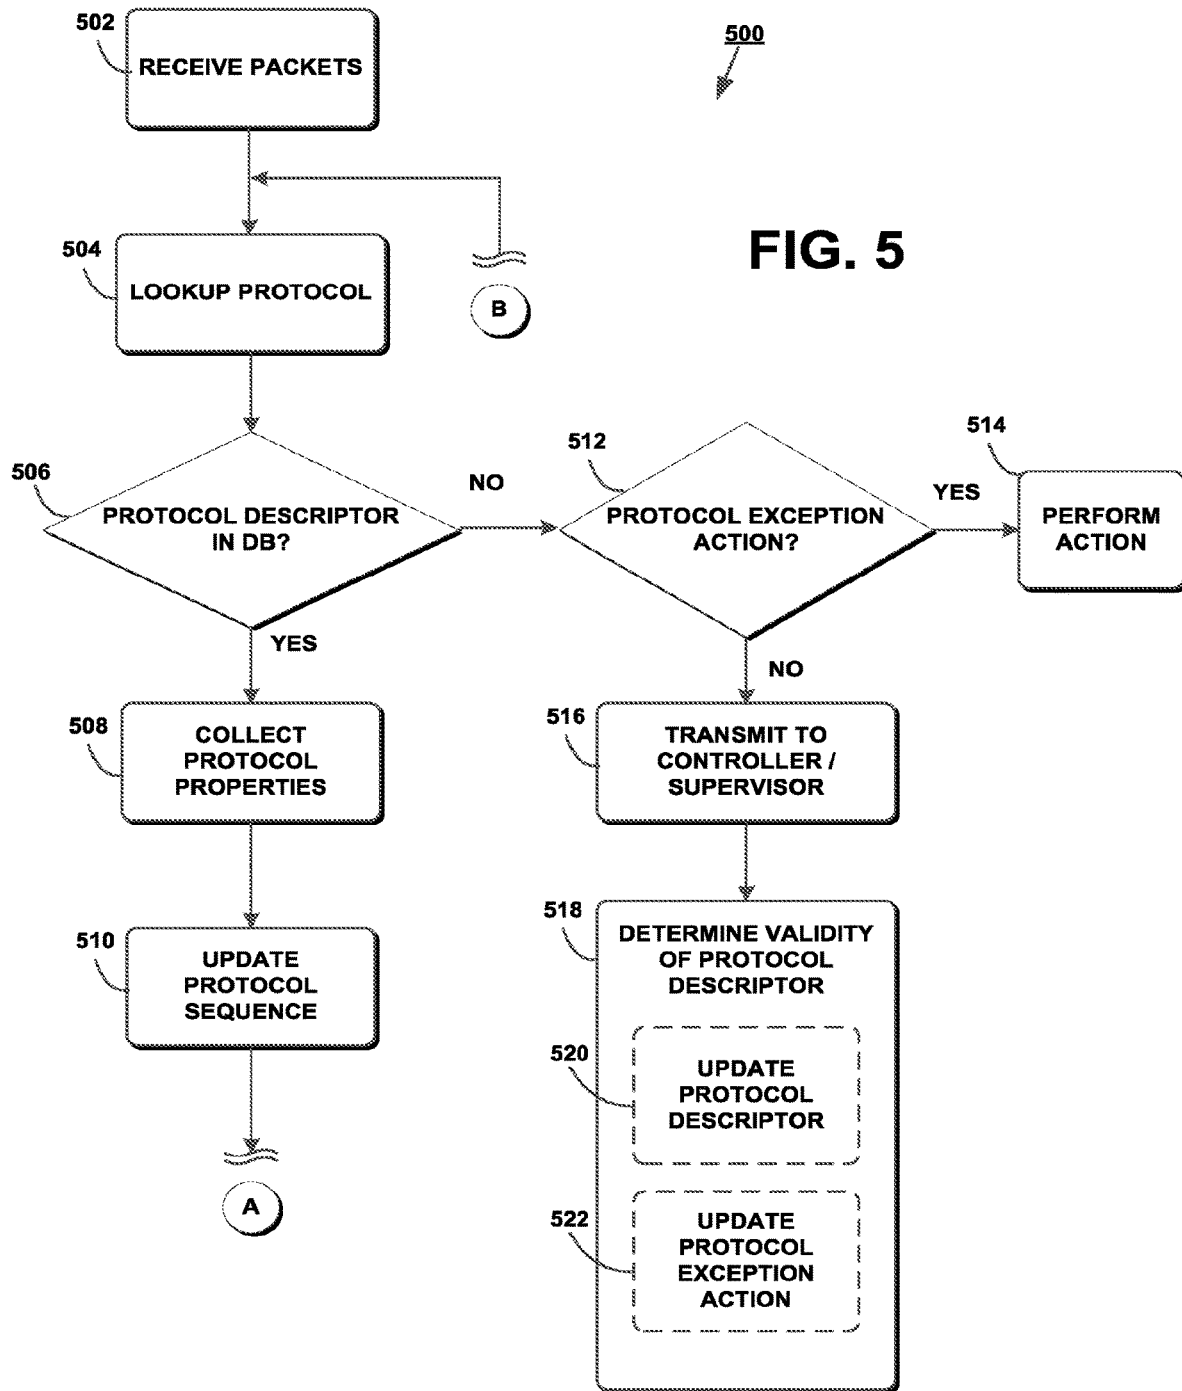 502
RECEIVE PACKETS
500
FIG. 5
504
LOOKUP PROTOCOL
B
506
PROTOCOL DESCRIPTOR
IN DB?
NO
YES
512
PROTOCOL EXCEPTION
ACTION?
YES
NO
514
PERFORM
ACTION
508
COLLECT
PROTOCOL
PROPERTIES
516
TRANSMIT TO
CONTROLLER /
SUPERVISOR
510
UPDATE
PROTOCOL
SEQUENCE
A
518
DETERMINE VALIDITY
OF PROTOCOL
DESCRIPTOR
520
UPDATE
PROTOCOL
DESCRIPTOR
522
UPDATE
PROTOCOL
EXCEPTION
ACTION